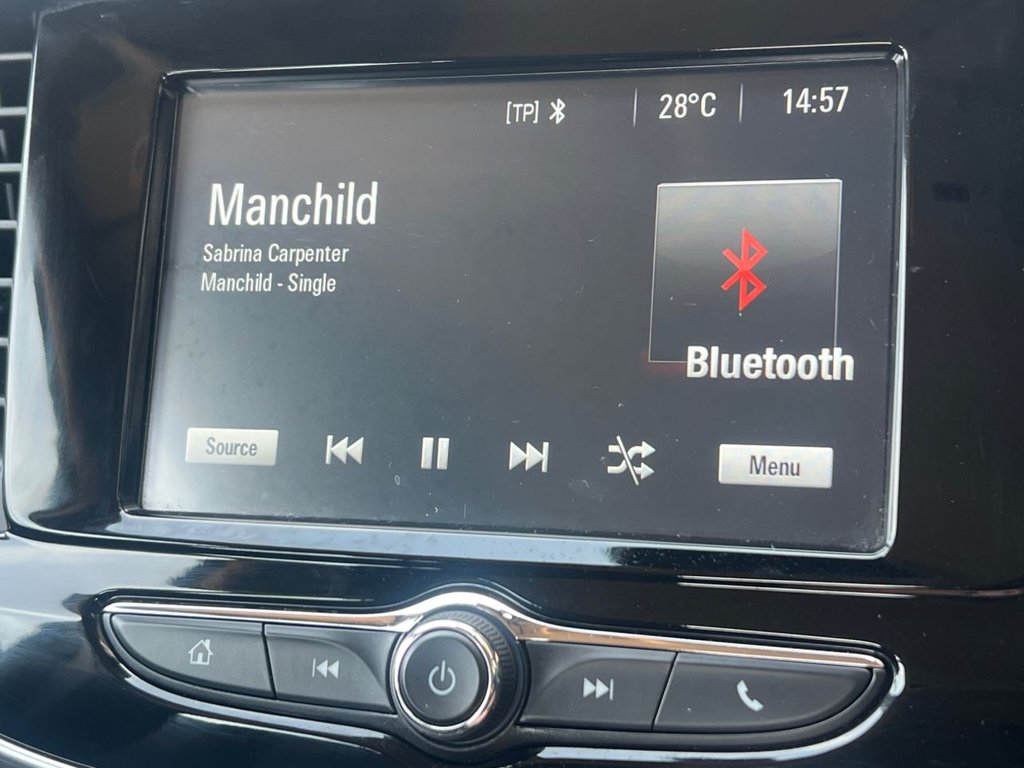 [TP] 28°C 14:57
Manchild
Sabrina Carpenter
Manchild - Single
Bluetooth
Source
Menu